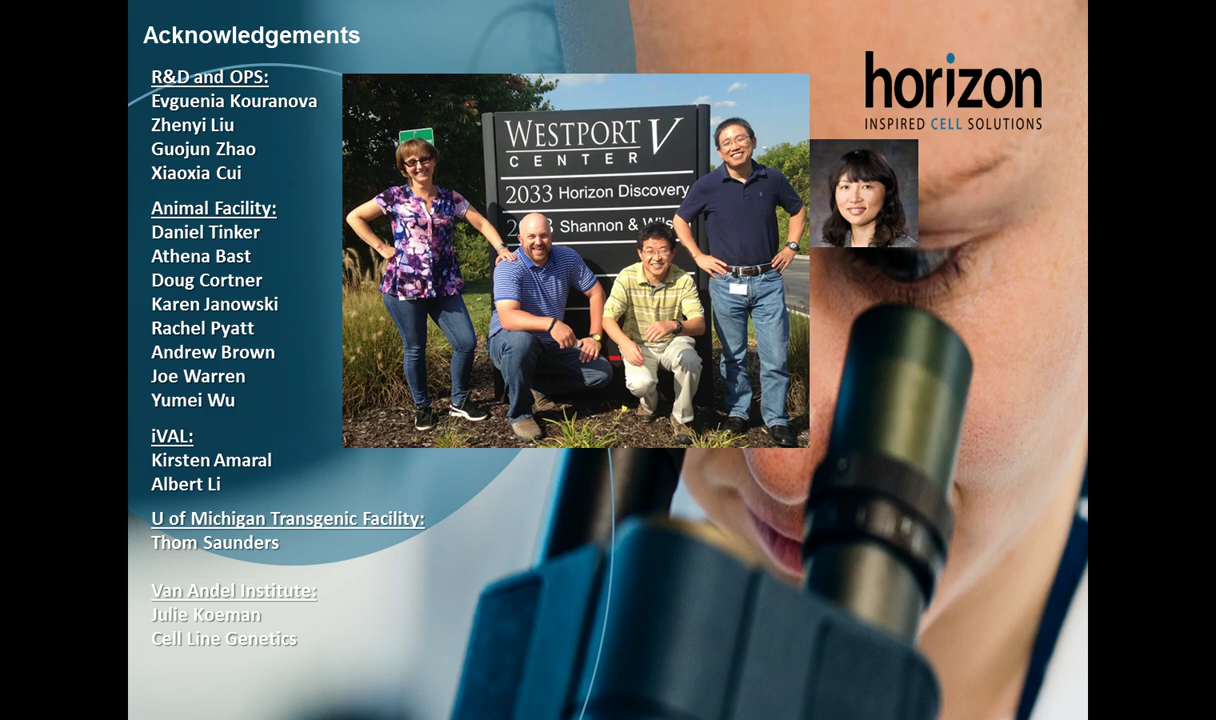 Acknowledgements
R&D and OPS:
Evguenia Kouranova
Zhenyi Liu
Guojun Zhao
Xiaoxia Cui
Animal Facility:
Daniel Tinker
Athena Bast
Doug Cortner
Karen Janowski
Rachel Pyatt
Andrew Brown
Joe Warren
Yumei Wu
iVAL:
Kirsten Amaral
Albert Li
U of Michigan Transgenic Facility:
Thom Saunders
Van Andel Institute:
Julie Koeman
Cell Line Genetics
WESTPORT V
CENTER
2033 Horizon Discovery
Shannon &
horizon
INSPIRED CELL SOLUTIONS